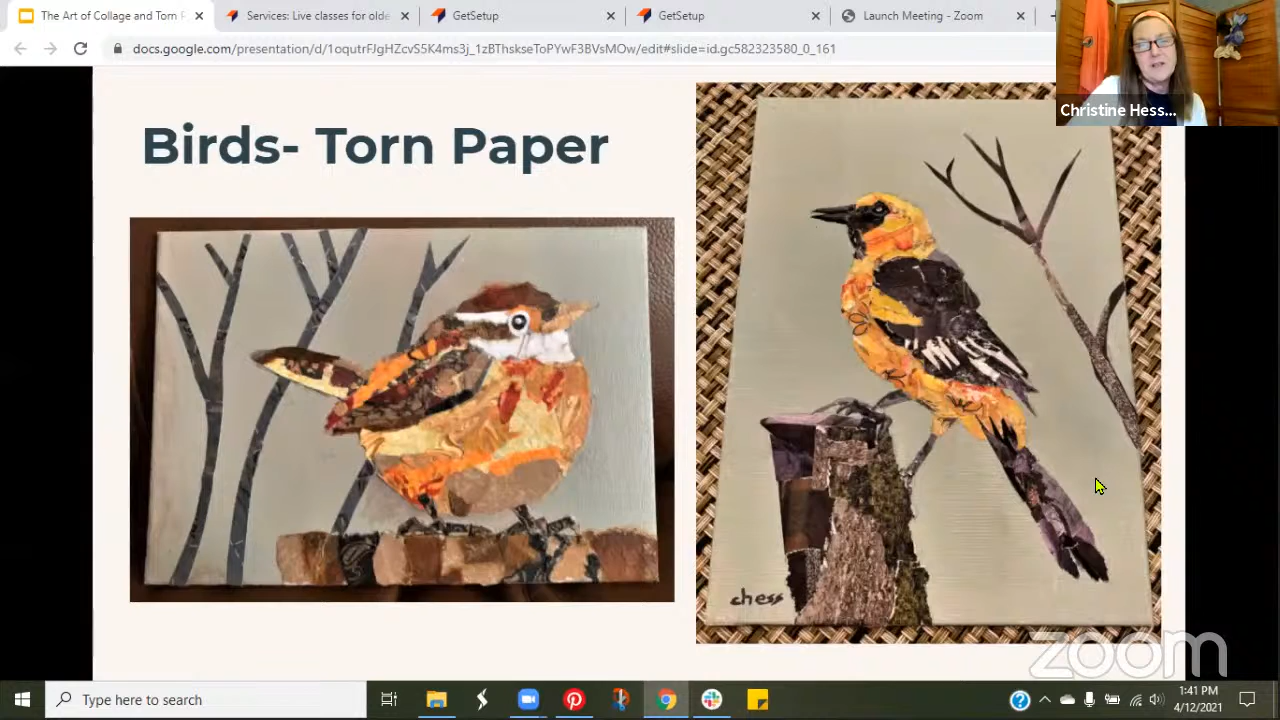 The Art of Collage and Torn P
Services: Live classes for olde
GetSetup
GetSetup
Launch Meeting - Zoom
docs.google.com/presentation/d/1oqutrFJgHZcvS5K4ms3j_1zBThskseToPYwF3BVsMOw/edit#slide=id.gc582323580_0_161
Christine Hess...
Birds- Torn Paper
chess
zoom
Type here to search
1:41 PM
4/12/2021